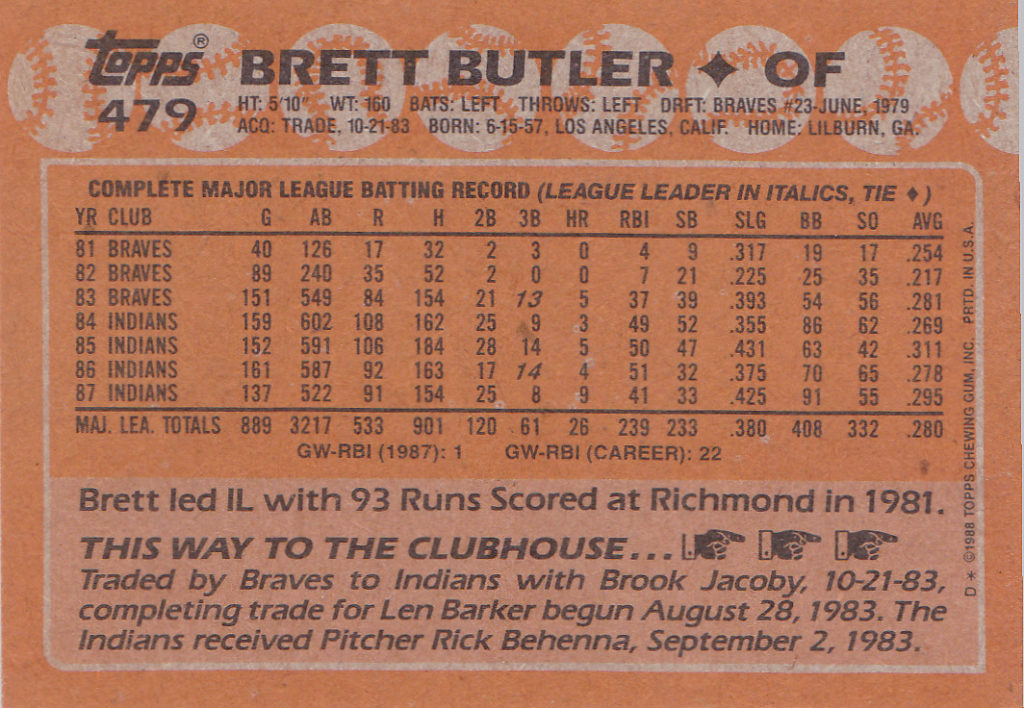 topps® BRETT BUTLER ✦ OF
479 HT: 5'10" WT: 160 BATS: LEFT THROWS: LEFT DRFT: BRAVES #23-JUNE, 1979
ACQ: TRADE, 10-21-83 BORN: 6-15-57, LOS ANGELES, CALIF. HOME: LILBURN, GA.
COMPLETE MAJOR LEAGUE BATTING RECORD (LEAGUE LEADER IN ITALICS, TIE ♦)
YR CLUB G AB R H 2B 3B HR RBI SB SLG BB SO AVG
81 BRAVES 40 126 17 32 2 3 0 4 9 .317 19 17 .254
82 BRAVES 89 240 35 52 2 0 0 7 21 .225 25 35 .217
83 BRAVES 151 549 84 154 21 13 5 37 39 .393 54 56 .281
84 INDIANS 159 602 108 162 25 9 3 49 52 .355 86 62 .269
85 INDIANS 152 591 106 184 28 14 5 50 47 .431 63 42 .311
86 INDIANS 161 587 92 163 17 14 4 51 32 .375 70 65 .278
87 INDIANS 137 522 91 154 25 8 9 41 33 .425 91 55 .295
MAJ. LEA. TOTALS 889 3217 533 901 120 61 26 239 233 .380 408 332 .280
GW-RBI (1987): 1 GW-RBI (CAREER): 22
Brett led IL with 93 Runs Scored at Richmond in 1981.
THIS WAY TO THE CLUBHOUSE...
Traded by Braves to Indians with Brook Jacoby, 10-21-83,
completing trade for Len Barker begun August 28, 1983. The
Indians received Pitcher Rick Behenna, September 2, 1983.
D* ©1988 TOPPS CHEWING GUM, INC. PRTD. IN U.S.A.